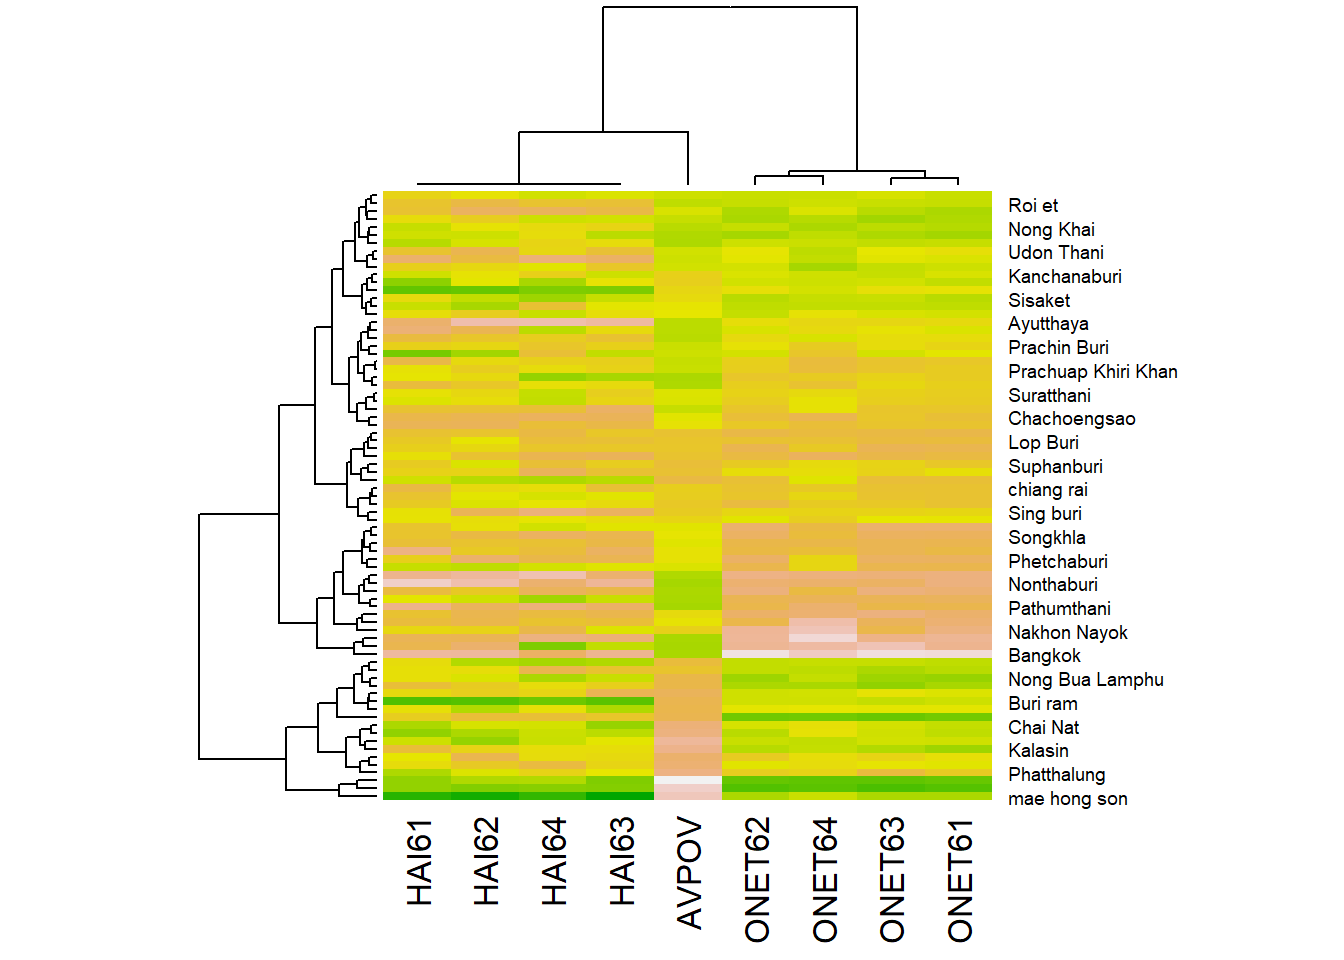 Roi et
Nong Khai
Udon Thani
Kanchanaburi
Sisaket
Ayutthaya
Prachin Buri
Prachuap Khiri Khan
Suratthani
Chachoengsao
Lop Buri
Suphanburi
chiang rai
Sing buri
Songkhla
Phetchaburi
Nonthaburi
Pathumthani
Nakhon Nayok
Bangkok
Nong Bua Lamphu
Buri ram
Chai Nat
Kalasin
Phatthalung
mae hong son
HAI61
HAI62
HAI64
HAI63
AVPOV
ONET62
ONET64
ONET63
ONET61